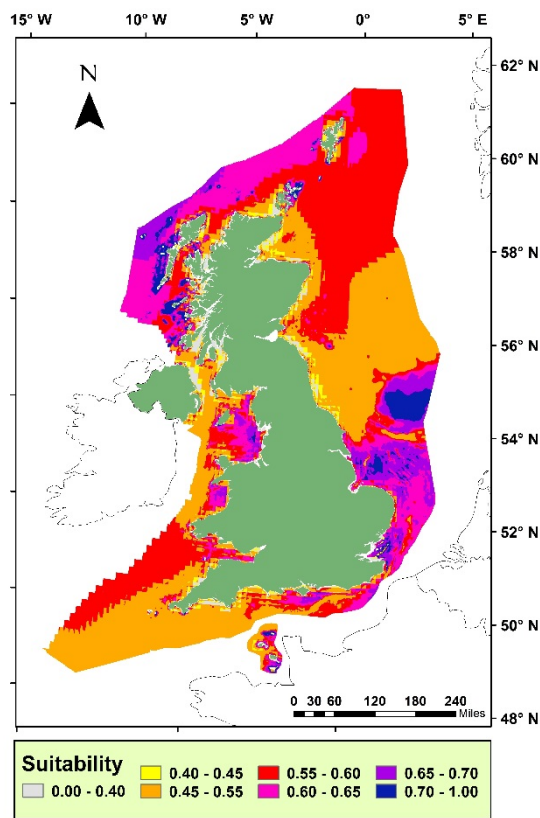 15° W 10° W 5° W 0° 5° E
N
62° N
60° N
58° N
56° N
54° N
52° N
50° N
48° N
0 30 60 120 180 240
Miles
Suitability
0.00 - 0.40
0.40 - 0.45
0.45 - 0.55
0.55 - 0.60
0.60 - 0.65
0.65 - 0.70
0.70 - 1.00